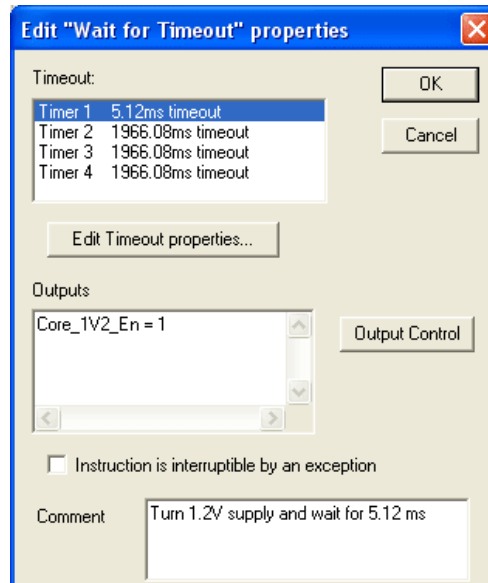 Edit "Wait for Timeout" properties
Timeout:
OK
Timer 1 5.12ms timeout
Timer 2 1966.08ms timeout
Timer 3 1966.08ms timeout
Timer 4 1966.08ms timeout
Cancel
Edit Timeout properties...
Outputs
Core_1V2_En = 1
Output Control
Instruction is interruptible by an exception
Comment
Turn 1.2V supply and wait for 5.12 ms